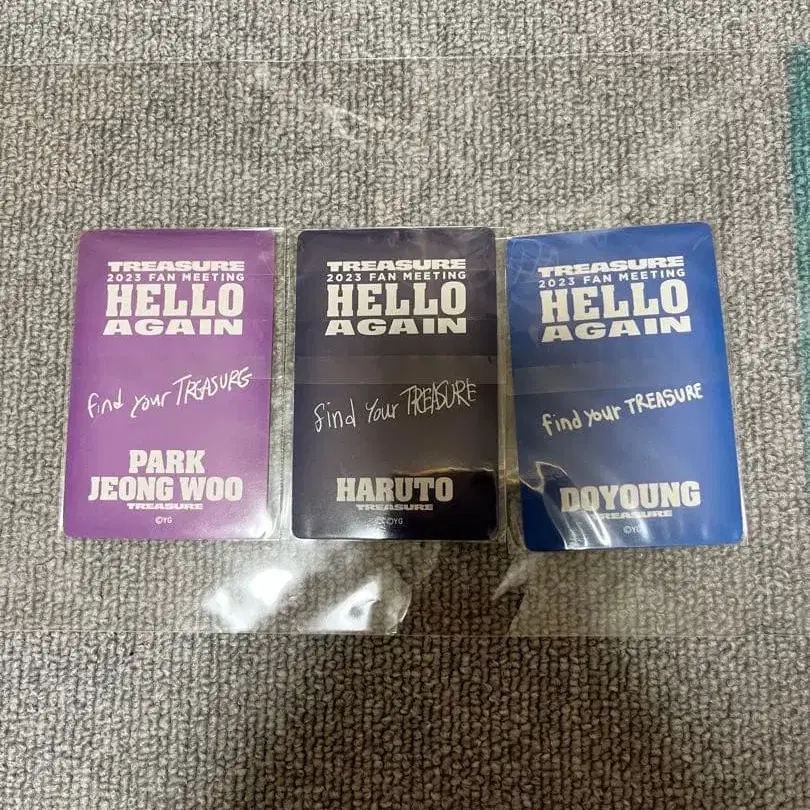 TREASURE
2023 FAN MEETING
HELLO
AGAIN
find your TREASURE
PARK
JEONG WOO
TREASURE
©YG
TREASURE
2023 FAN MEETING
HELLO
AGAIN
find Your TREASURE
HARUTO
TREASURE
©YG
TREASURE
2023 FAN MEETING
HELLO
AGAIN
find your TREASURE
DOYOUNG
TREASURE
©YG